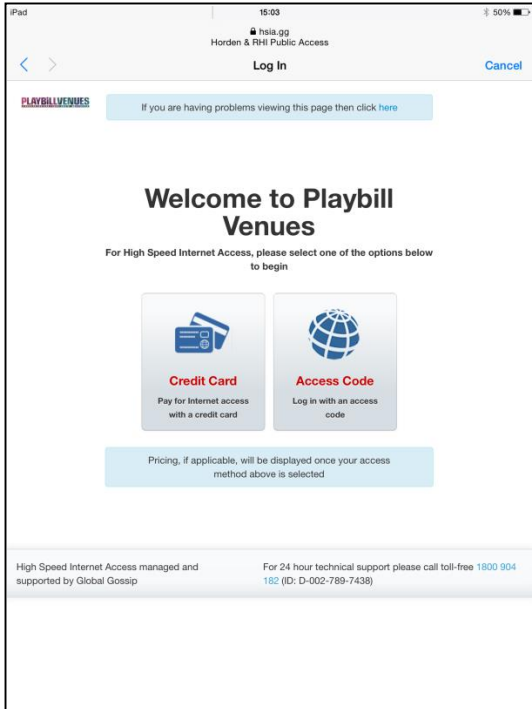 iPad 15:03 50%
hsia.gg
Horden & RHI Public Access
Log In Cancel
PLAYBILLVENUES
If you are having problems viewing this page then click here
Welcome to Playbill
Venues
For High Speed Internet Access, please select one of the options below
to begin
Credit Card
Pay for Internet access
with a credit card
Access Code
Log in with an access
code
Pricing, if applicable, will be displayed once your access
method above is selected
High Speed Internet Access managed and
supported by Global Gossip
For 24 hour technical support please call toll-free 1800 904
182 (ID: D-002-789-7438)